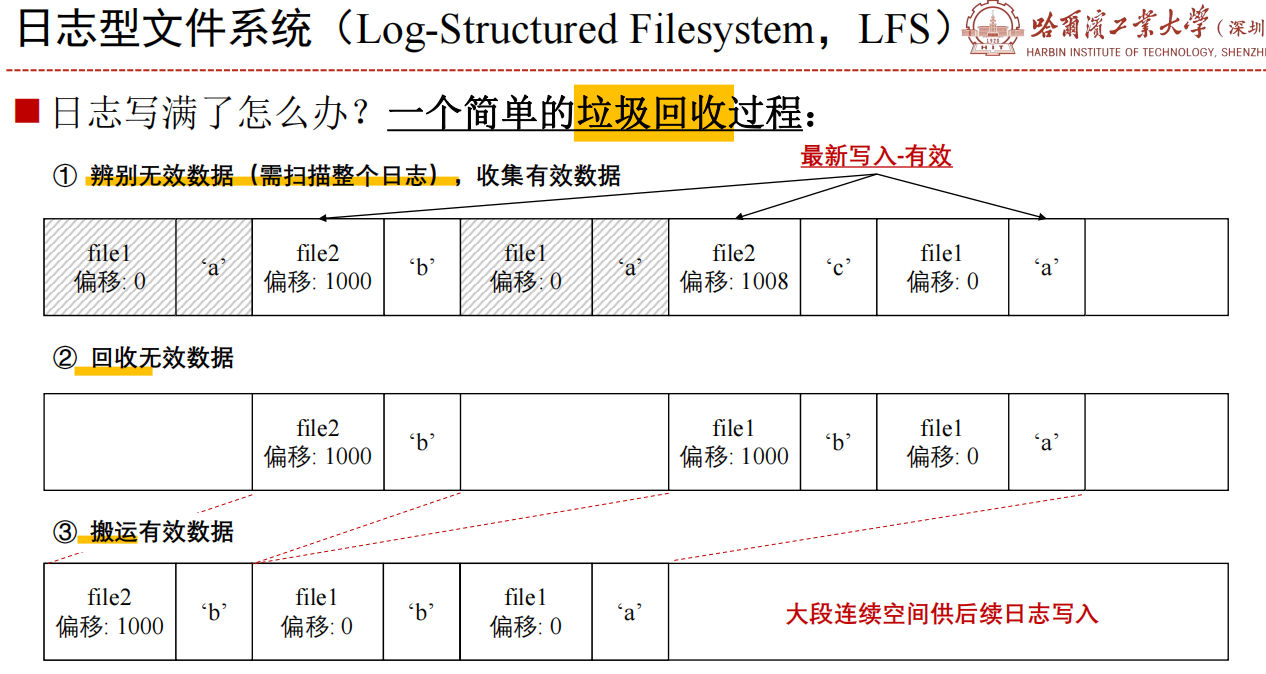 日志型文件系统（Log-Structured Filesystem，LFS）
哈尔滨工业大学（深圳
HARBIN INSTITUTE OF TECHNOLOGY, SHENZHE
HIT
日志写满了怎么办？一个简单的垃圾回收过程：
① 辨别无效数据（需扫描整个日志），收集有效数据
最新写入-有效
file1
偏移: 0
‘a’
file2
偏移: 1000
‘b’
file1
偏移: 0
‘a’
file2
偏移: 1008
‘c’
file1
偏移: 0
‘a’
② 回收无效数据
file2
偏移: 1000
‘b’
file1
偏移: 1000
‘b’
file1
偏移: 0
‘a’
③ 搬运有效数据
file2
偏移: 1000
‘b’
file1
偏移: 0
‘b’
file1
偏移: 0
‘a’
大段连续空间供后续日志写入